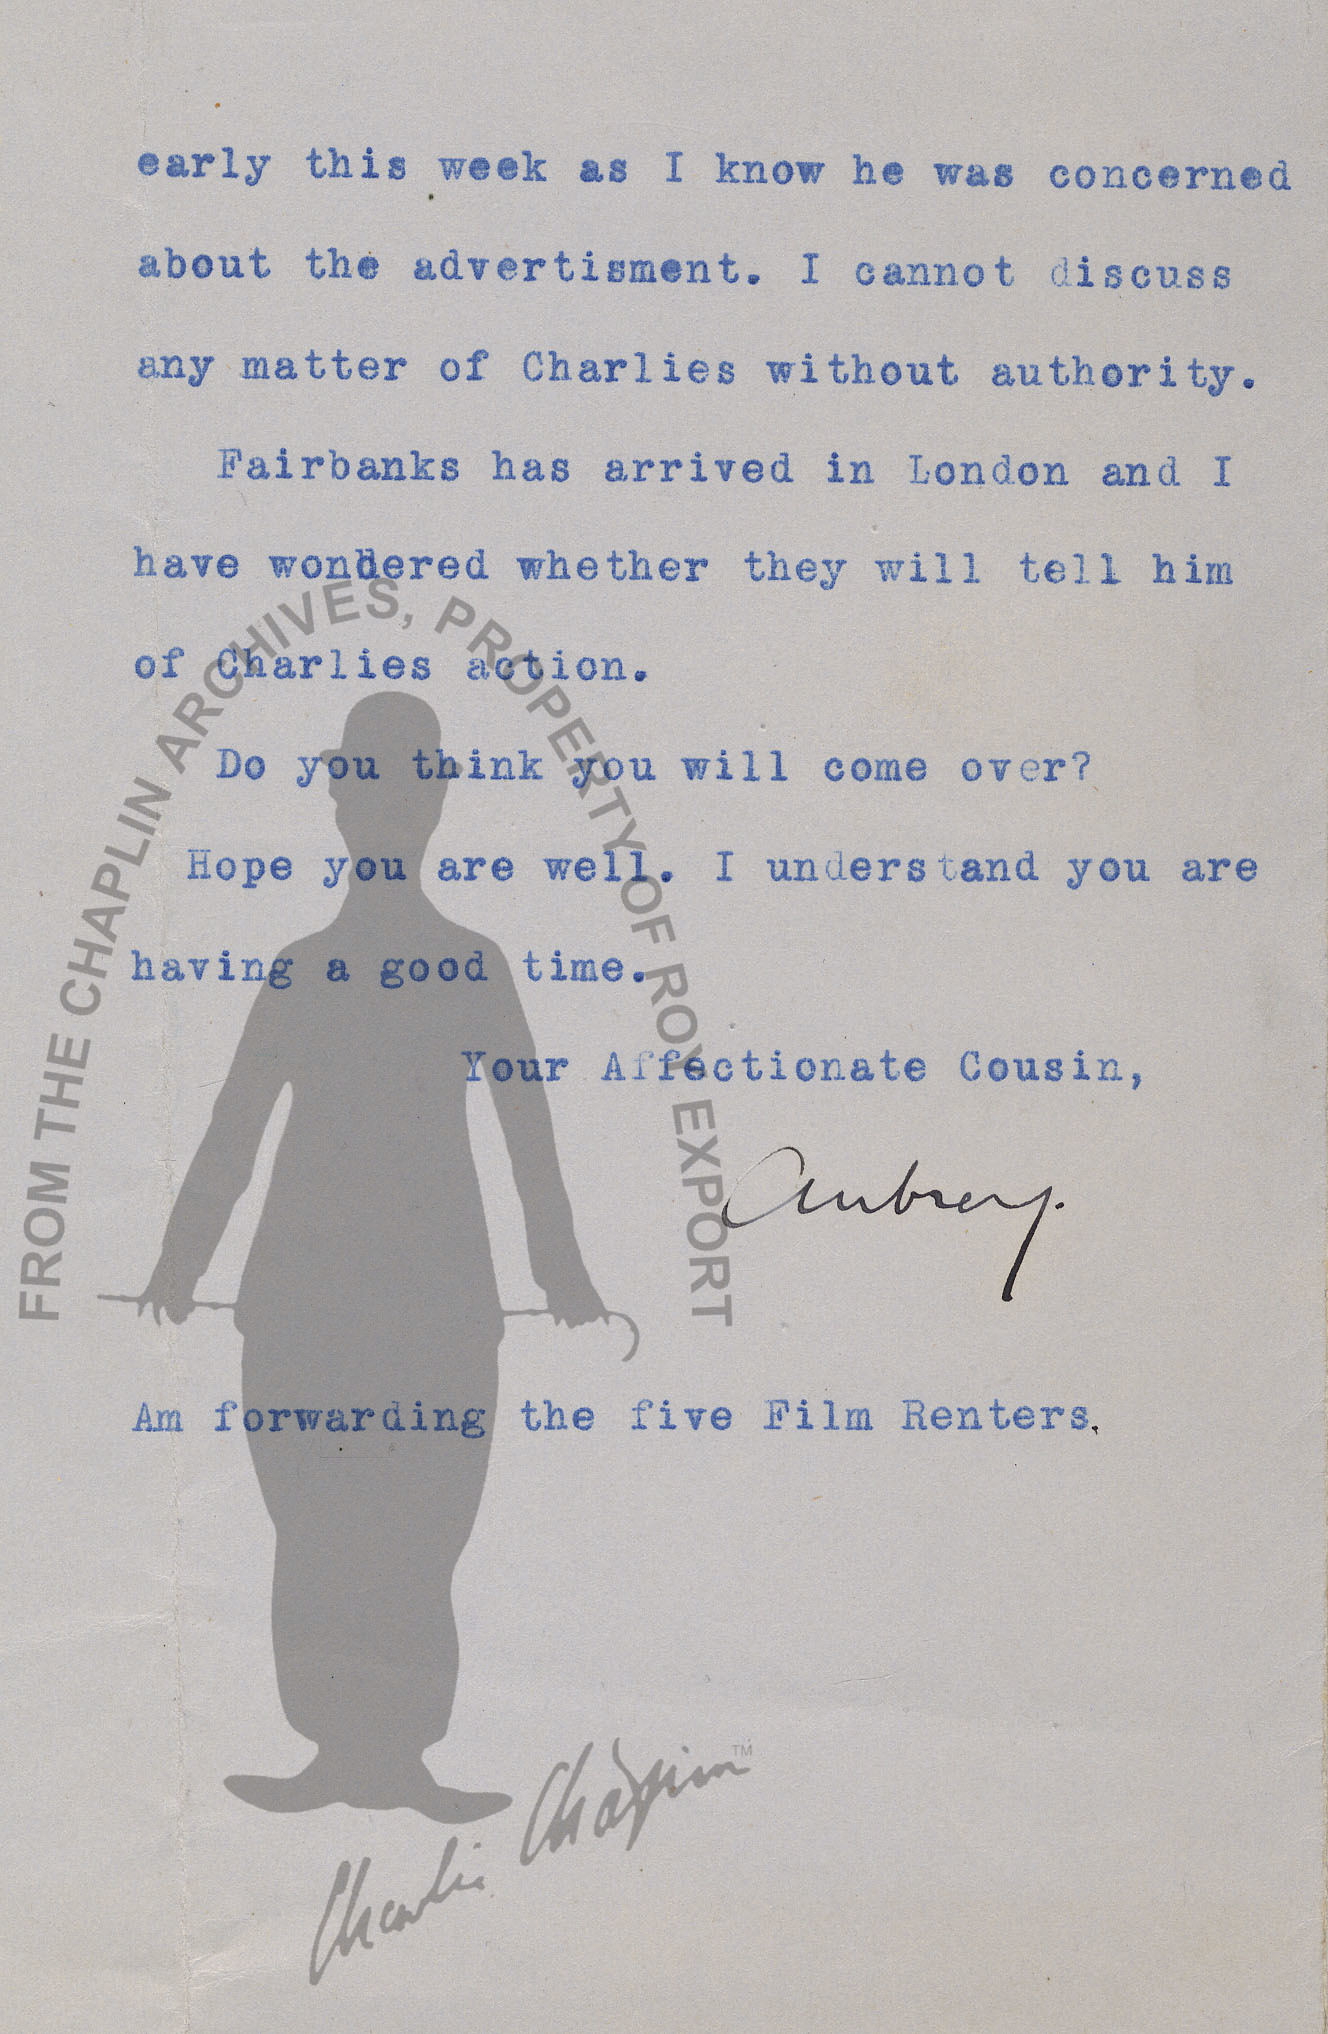 early this week as I know he was concerned
about the advertisment. I cannot discuss
any matter of Charlies without authority.
Fairbanks has arrived in London and I
have wondered whether they will tell him
of Charlies action.
Do you think you will come over?
Hope you are well. I understand you are
having a good time.
Your Affectionate Cousin,
Aubrey.
Am forwarding the five Film Renters.
FROM THE CHAPLIN ARCHIVES, PROPERTY OF ROY EXPORT
Charlie Chaplin™